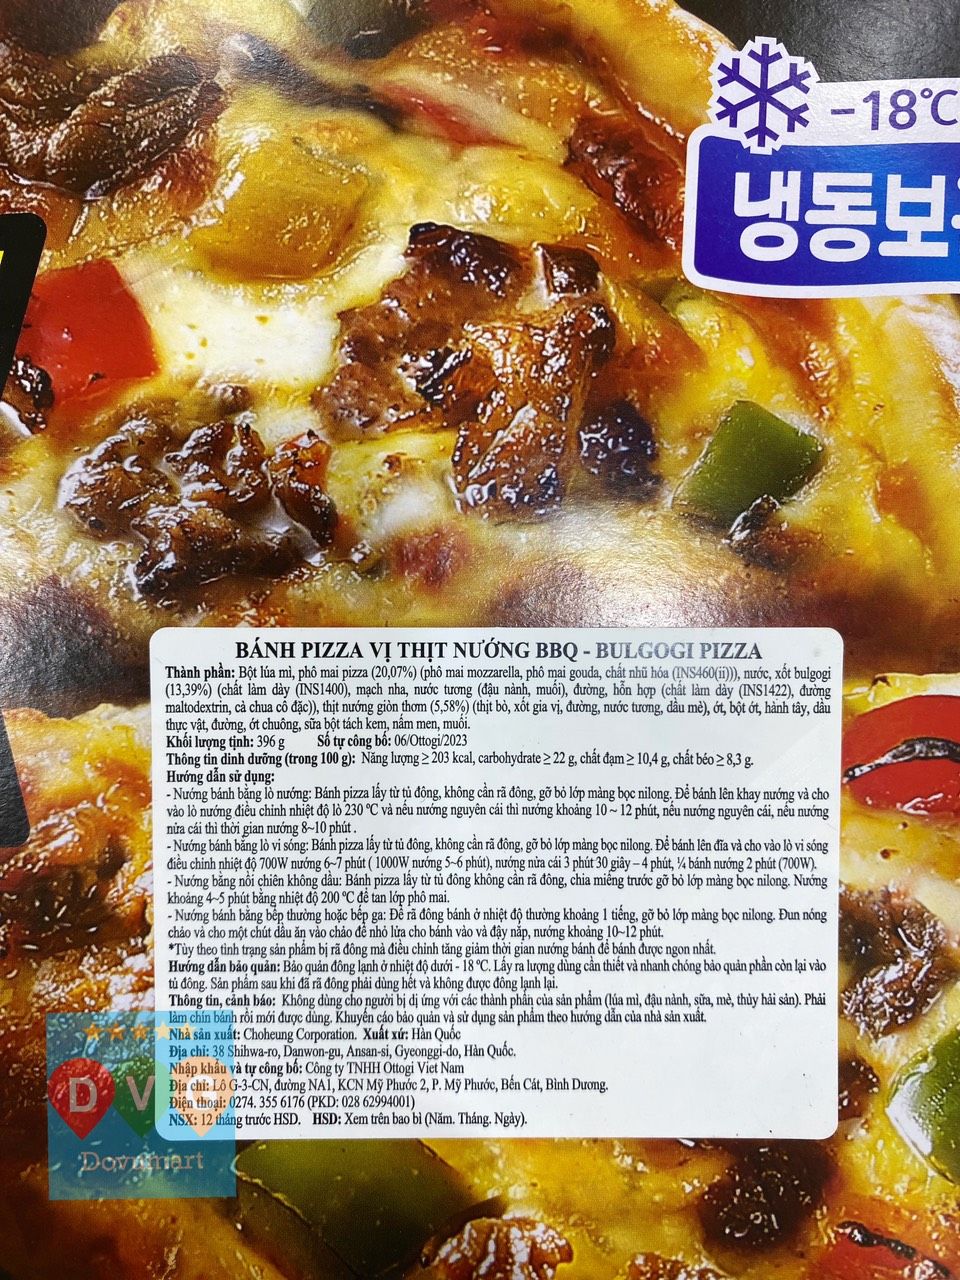 -18℃
냉동보
BÁNH PIZZA VỊ THỊT NƯỚNG BBQ - BULGOGI PIZZA
Thành phần: Bột lúa mì, phô mai pizza (20,07%) (phô mai mozzarella, phô mai gouda, chất nhũ hóa (INS460(ii))), nước, xốt bulgogi
(13,39%) (chất làm dày (INS1400), mạch nha, nước tương (đậu nành, muối), đường, hỗn hợp (chất làm dày (INS1422), đường
maltodextrin, cà chua cô đặc)), thịt nướng giòn thơm (5,58%) (thịt bò, xốt gia vị, đường, nước tương, dầu mè), ớt, bột ớt, hành tây, dầu
thực vật, đường, ớt chuông, sữa bột tách kem, nấm men, muối.
Khối lượng tịnh: 396 g Số tự công bố: 06/Ottogi/2023
Thông tin dinh dưỡng (trong 100 g): Năng lượng ≥ 203 kcal, carbohydrate ≥ 22 g, chất đạm ≥ 10,4 g, chất béo ≥ 8,3 g.
Hướng dẫn sử dụng:
- Nướng bánh bằng lò nướng: Bánh pizza lấy từ tủ đông, không cần rã đông, gỡ bỏ lớp màng bọc nilong. Để bánh lên khay nướng và cho
vào lò nướng điều chỉnh nhiệt độ lò 230 ℃ và nếu nướng nguyên cái thì nướng khoảng 10 ~ 12 phút, nếu nướng nguyên cái, nếu nướng
nửa cái thì thời gian nướng 8~10 phút .
- Nướng bánh bằng lò vi sóng: Bánh pizza lấy từ tủ đông, không cần rã đông, gỡ bỏ lớp màng bọc nilong. Để bánh lên đĩa và cho vào lò vi sóng
điều chỉnh nhiệt độ 700W nướng 6~7 phút ( 1000W nướng 5~6 phút), nướng nửa cái 3 phút 30 giây – 4 phút, ¼ bánh nướng 2 phút (700W).
- Nướng bằng nồi chiên không dầu: Bánh pizza lấy từ tủ đông không cần rã đông, chia miếng trước gỡ bỏ lớp màng bọc nilong. Nướng
khoảng 4~5 phút bằng nhiệt độ 200 ℃ để tan lớp phô mai.
- Nướng bánh bằng bếp thường hoặc bếp ga: Để rã đông bánh ở nhiệt độ thường khoảng 1 tiếng, gỡ bỏ lớp màng bọc nilong. Đun nóng
chảo và cho một chút dầu ăn vào chảo để nhỏ lửa cho bánh vào và đậy nắp, nướng khoảng 10~12 phút.
*Tùy theo tình trạng sản phẩm bị rã đông mà điều chỉnh tăng giảm thời gian nướng bánh để bánh được ngon nhất.
Hướng dẫn bảo quản: Bảo quản đông lạnh ở nhiệt độ dưới - 18 ℃. Lấy ra lượng dùng cần thiết và nhanh chóng bảo quản phần còn lại vào
tủ đông. Sản phẩm sau khi đã rã đông phải dùng hết và không được đông lạnh lại.
Thông tin, cảnh báo: Không dùng cho người bị dị ứng với các thành phần của sản phẩm (lúa mì, đậu nành, sữa, mè, thủy hải sản). Phải
làm chín bánh rồi mới được dùng. Khuyến cáo bảo quản và sử dụng sản phẩm theo hướng dẫn của nhà sản xuất.
Nhà sản xuất: Choheung Corporation. Xuất xứ: Hàn Quốc
Địa chỉ: 38 Shihwa-ro, Danwon-gu, Ansan-si, Gyeonggi-do, Hàn Quốc.
Nhập khẩu và tự công bố: Công ty TNHH Ottogi Viet Nam
Địa chỉ: Lô G-3-CN, đường NA1, KCN Mỹ Phước 2, P. Mỹ Phước, Bến Cát, Bình Dương.
Điện thoại: 0274. 355 6176 (PKD: 028 62994001)
NSX: 12 tháng trước HSD. HSD: Xem trên bao bì (Năm. Tháng. Ngày).
DVG
Dovnmart